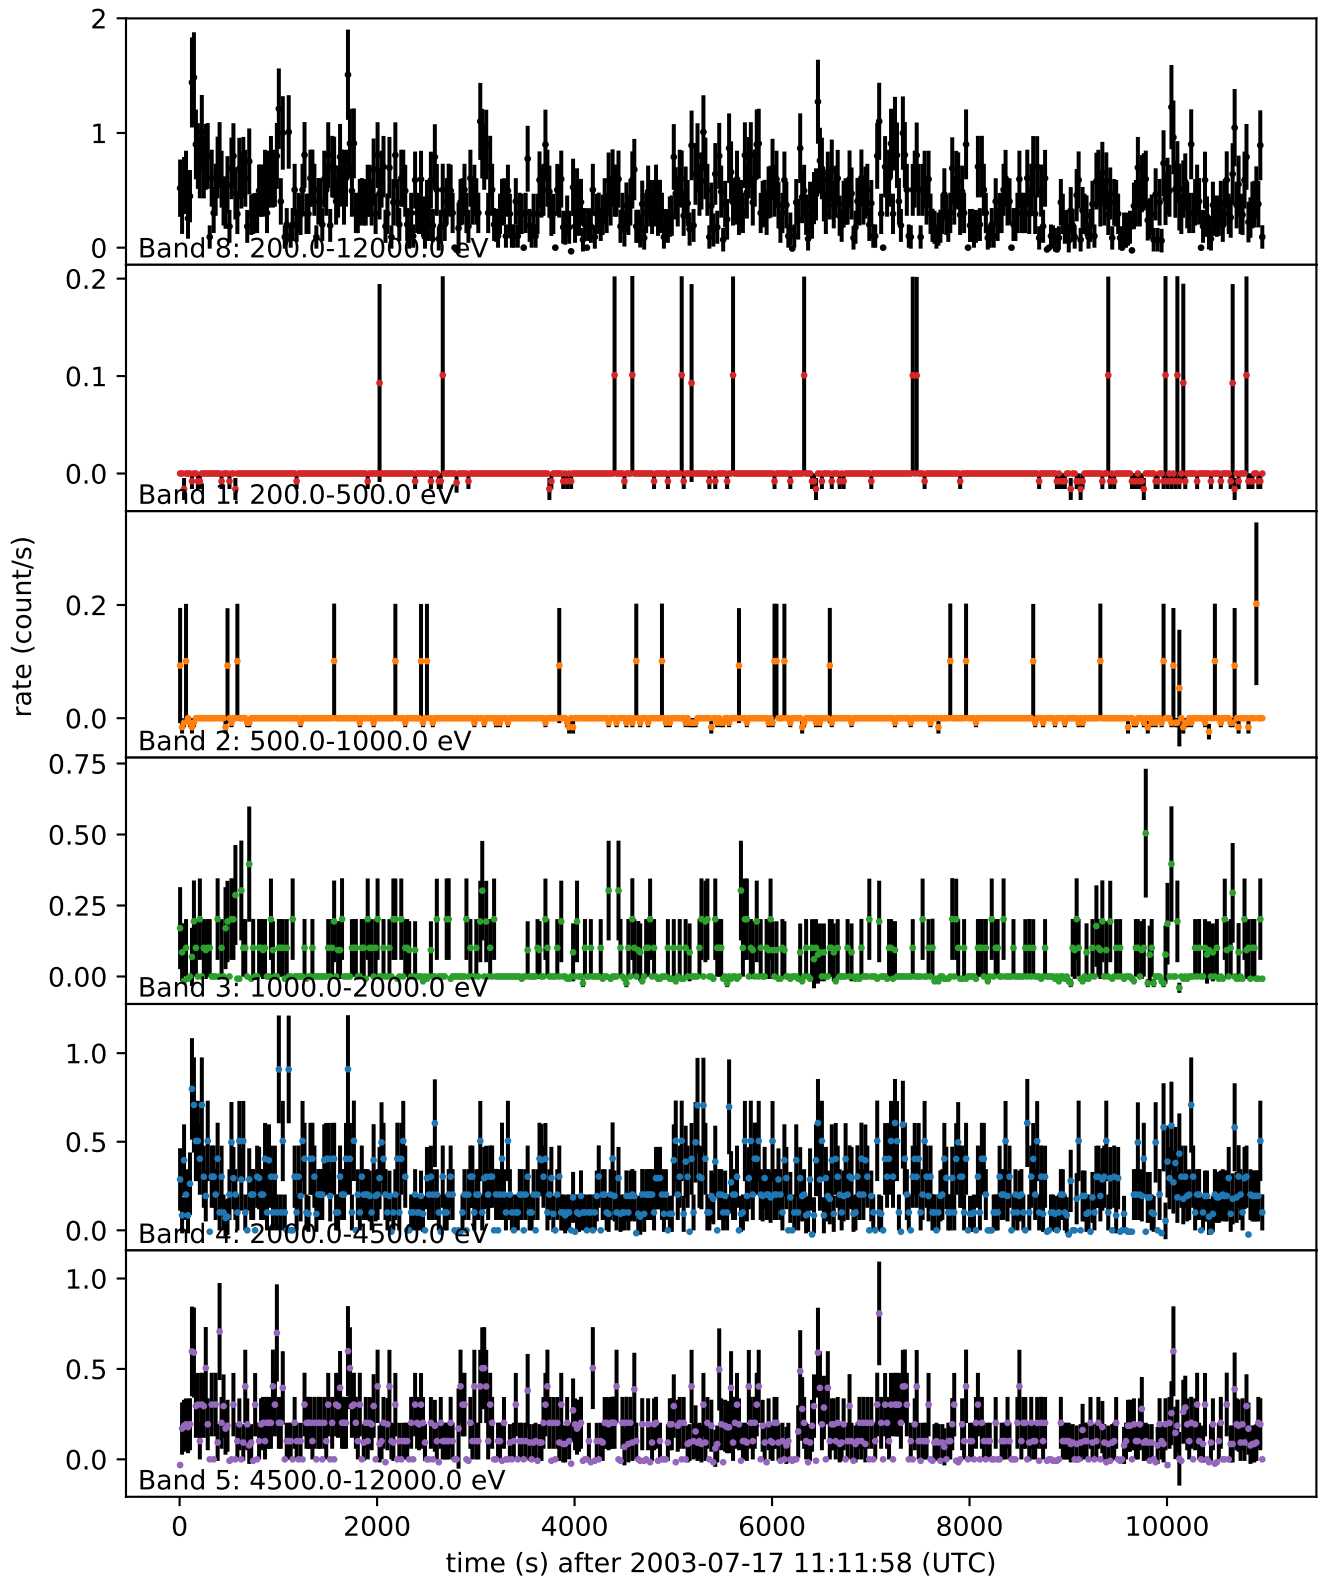 2
1
0
Band 8: 200.0-12000.0 eV
0.2
0.1
0.0
Band 1: 200.0-500.0 eV
rate (count/s)
0.2
0.0
Band 2: 500.0-1000.0 eV
0.75
0.50
0.25
0.00
Band 3: 1000.0-2000.0 eV
1.0
0.5
0.0
Band 4: 2000.0-4500.0 eV
1.0
0.5
0.0
Band 5: 4500.0-12000.0 eV
0 2000 4000 6000 8000 10000
time (s) after 2003-07-17 11:11:58 (UTC)